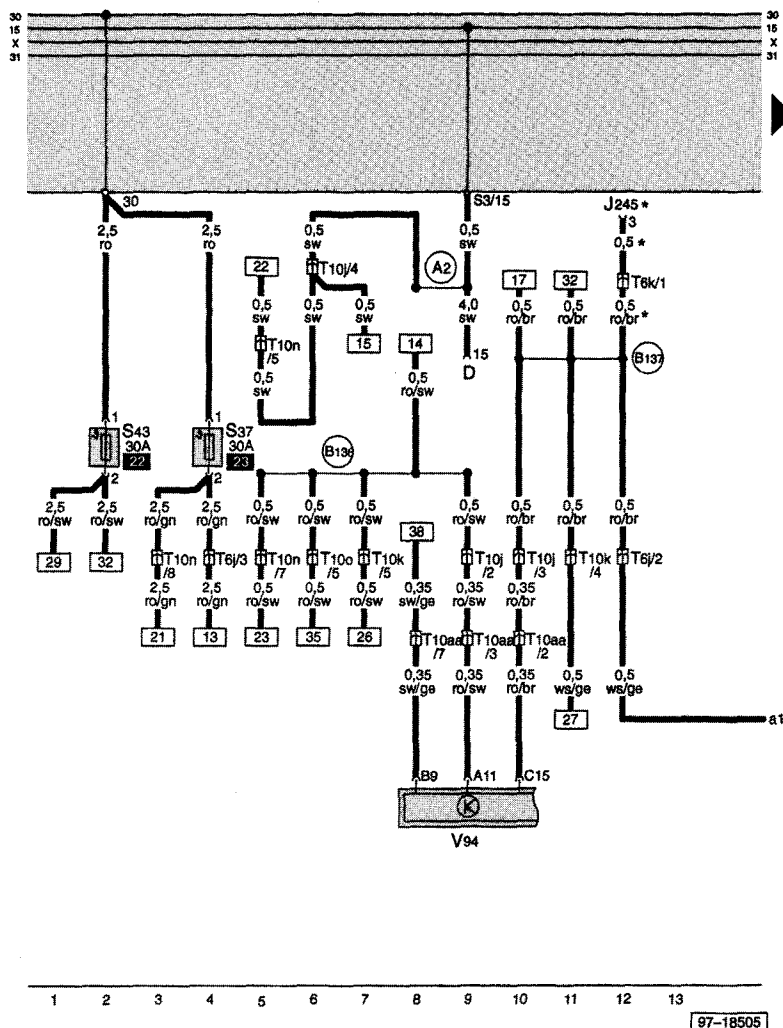 30 30
15 15
X X
31 31
30 S3/15 J245 *
3
2,5 2,5 0,5 0,5 0,5 *
ro ro sw sw
22 T10j/4 A2 17 32 T6k/1
0,5 0,5 0,5 4,0 0,5 0,5 0,5
sw sw sw sw ro/br ro/br ro/br *
T10n 15 14 15 B137
/5 D
0,5 0,5
sw ro/sw
1 1
3 S43 3 S37
30A 30A
22 23 B136
2 2
2,5 2,5 2,5 2,5 0,5 0,5 0,5 0,5 0,5 0,5 0,5
ro/sw ro/sw ro/gn ro/gn ro/sw ro/sw ro/sw ro/sw ro/br ro/br ro/br
38
29 32 T10n T6j/3 T10n T10o T10k T10j T10j T10k T6j/2
/8 /7 /5 /5 /2 /3 /4
2,5 2,5 0,5 0,5 0,5 0,35 0,35 0,35
ro/gn ro/gn ro/sw ro/sw ro/sw sw/ge ro/sw ro/br
21 13 23 35 26 T10aa T10aa T10aa
/7 /3 /2
0,35 0,35 0,35 0,5 0,5
sw/ge ro/sw ro/br ws/ge ws/ge
27 a1
B9 A11 C15
K
V94
1 2 3 4 5 6 7 8 9 10 11 12 13
97-18505